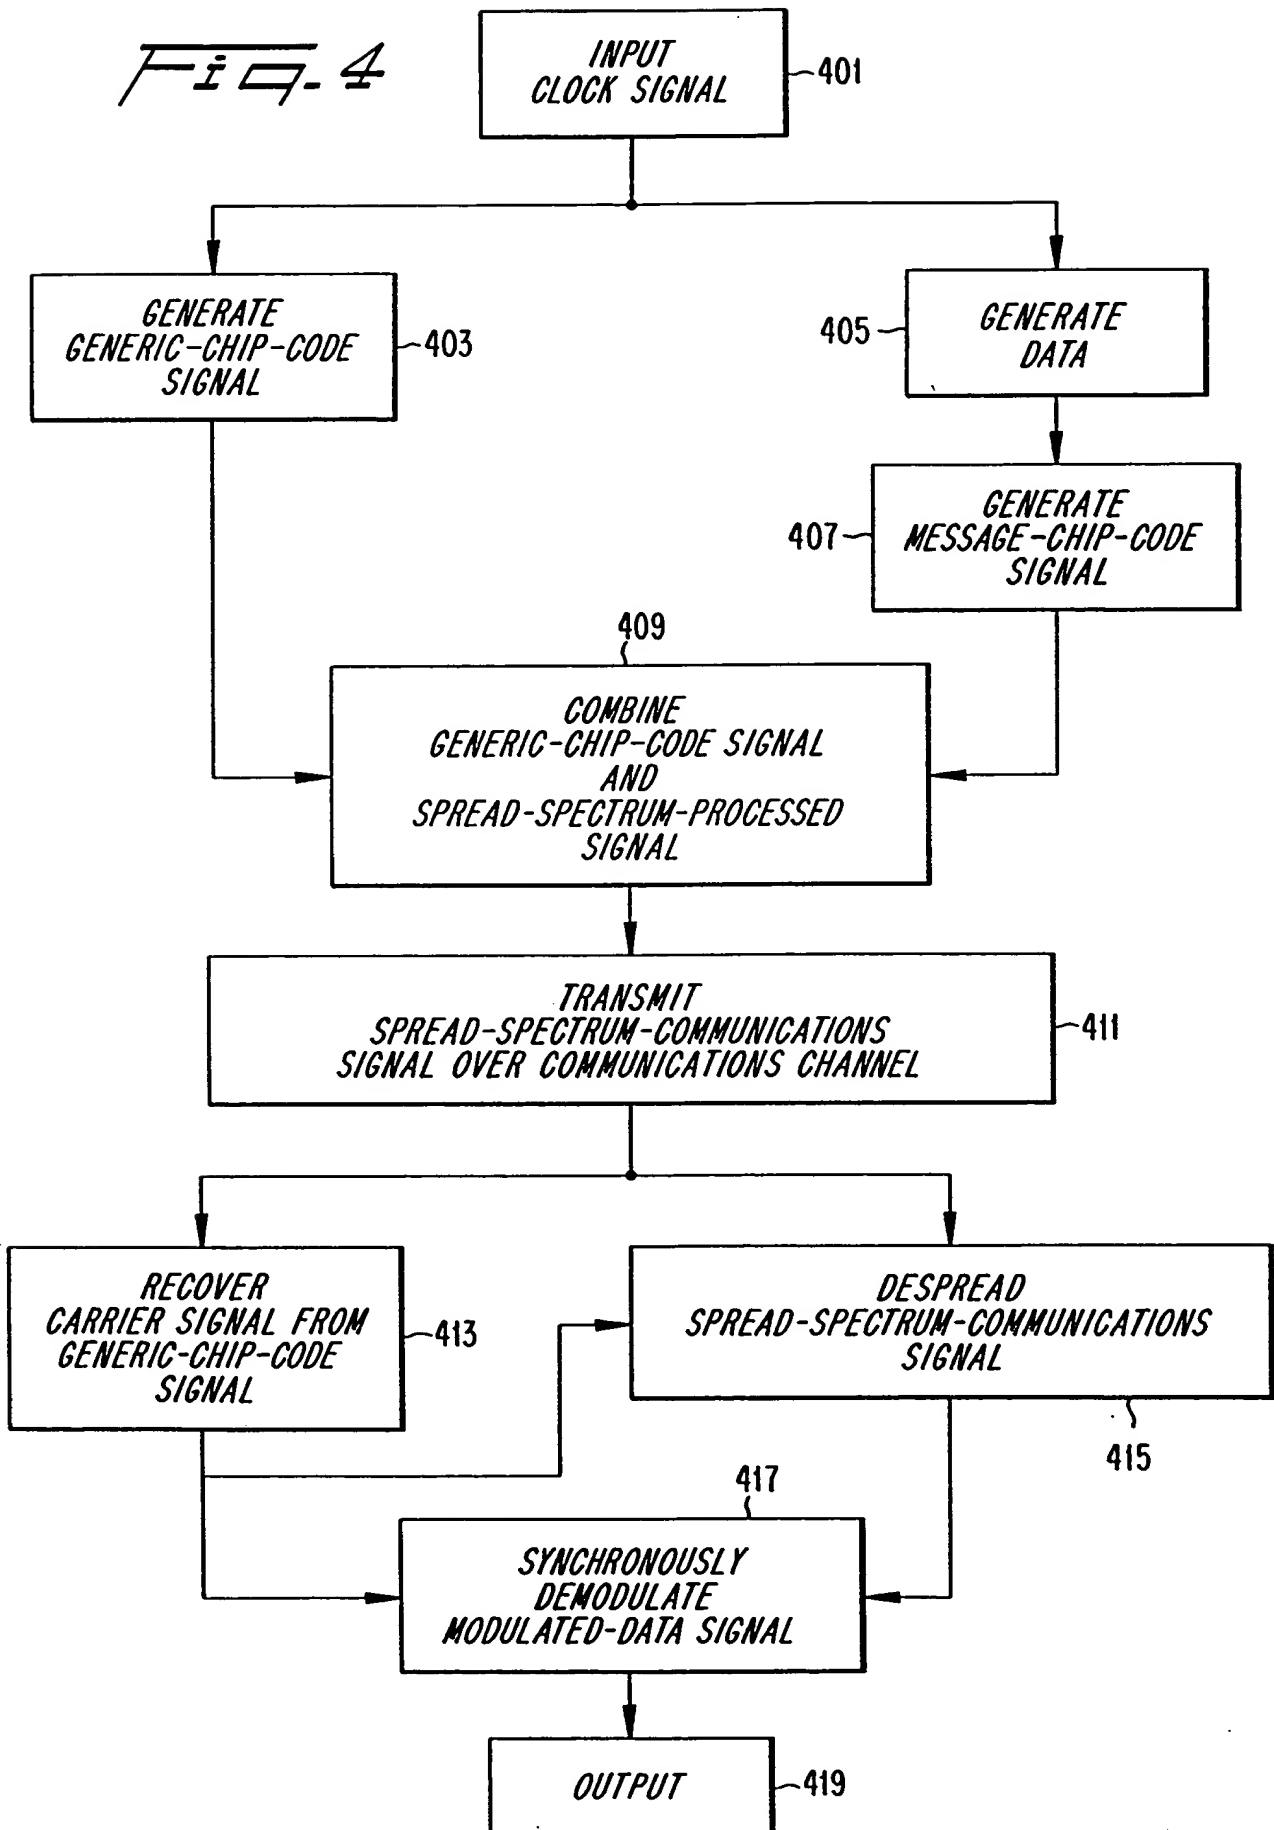 Fig. 4
INPUT
CLOCK SIGNAL
401
GENERATE
GENERIC-CHIP-CODE
SIGNAL
403
405
GENERATE
DATA
407
GENERATE
MESSAGE-CHIP-CODE
SIGNAL
409
COMBINE
GENERIC-CHIP-CODE SIGNAL
AND
SPREAD-SPECTRUM-PROCESSED
SIGNAL
TRANSMIT
SPREAD-SPECTRUM-COMMUNICATIONS
SIGNAL OVER COMMUNICATIONS CHANNEL
411
RECOVER
CARRIER SIGNAL FROM
GENERIC-CHIP-CODE
SIGNAL
413
DESPREAD
SPREAD-SPECTRUM-COMMUNICATIONS
SIGNAL
415
417
SYNCHRONOUSLY
DEMODULATE
MODULATED-DATA SIGNAL
OUTPUT
419